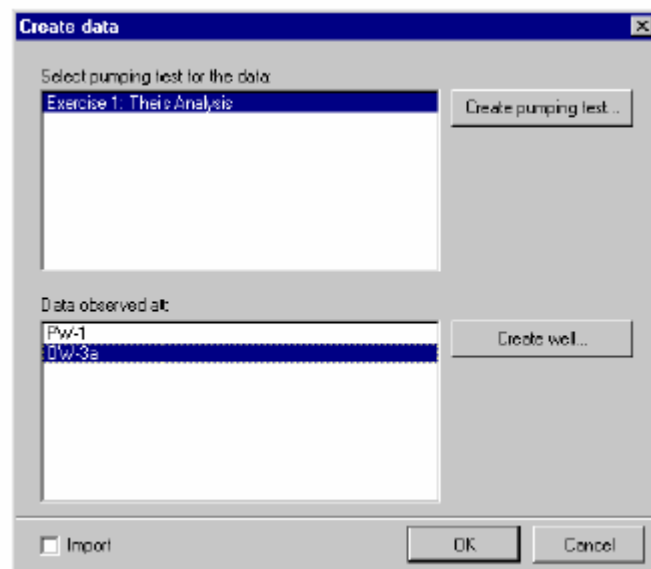 Create data
Select pumping test for the data:
Exercise 1: Theis Analysis
Create pumping test...
Data observed at:
PW-1
OW-3a
Create well...
Import
OK
Cancel